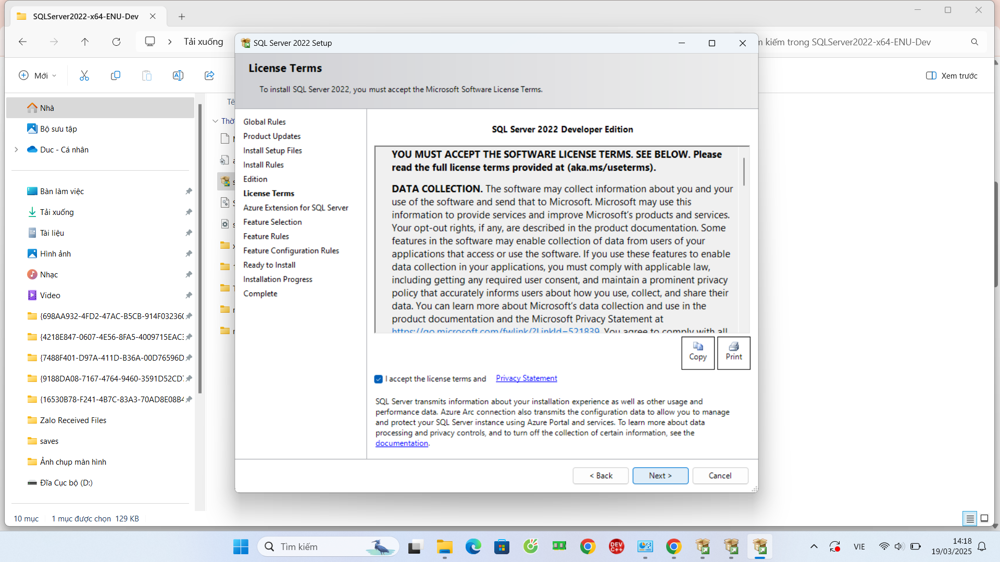 SQLServer2022-x64-ENU-Dev
Tải xuống
kiếm trong SQLServer2022-x64-ENU-Dev
Mới
Xem trước
Nhà
Bộ sưu tập
Duc - Cá nhân
Bàn làm việc
Tải xuống
Tài liệu
Hình ảnh
Nhạc
Video
{698AA932-4FD2-47AC-B5CB-914F03236
{4218E847-0607-4E56-8FA5-4009715EAC
{7488F401-D97A-411D-B36A-00D76596D
{9188DA08-7167-4764-9460-3591D52CD
{16530B78-F241-4B7C-83A3-70AD8E08B4
Zalo Received Files
saves
Ảnh chụp màn hình
Đĩa Cục bộ (D:)
10 mục
1 mục được chọn 129 KB
SQL Server 2022 Setup
License Terms
To install SQL Server 2022, you must accept the Microsoft Software License Terms.
Global Rules
Product Updates
Install Setup Files
Install Rules
Edition
License Terms
Azure Extension for SQL Server
Feature Selection
Feature Rules
Feature Configuration Rules
Ready to Install
Installation Progress
Complete
SQL Server 2022 Developer Edition
YOU MUST ACCEPT THE SOFTWARE LICENSE TERMS. SEE BELOW. Please
read the full license terms provided at (aka.ms/useterms).
DATA COLLECTION. The software may collect information about you and your
use of the software and send that to Microsoft. Microsoft may use this
information to provide services and improve Microsoft's products and services.
Your opt-out rights, if any, are described in the product documentation. Some
features in the software may enable collection of data from users of your
applications that access or use the software. If you use these features to enable
data collection in your applications, you must comply with applicable law,
including getting any required user consent, and maintain a prominent privacy
policy that accurately informs users about how you use, collect, and share their
data. You can learn more about Microsoft's data collection and use in the
product documentation and the Microsoft Privacy Statement at
https://go.microsoft.com/fwlink/?LinkId=521839. You agree to comply with all
Copy
Print
I accept the license terms and Privacy Statement
SQL Server transmits information about your installation experience as well as other usage and
performance data. Azure Arc connection also transmits the configuration data to allow you to manage
and protect your SQL Server instance using Azure Portal and services. To learn more about data
processing and privacy controls, and to turn off the collection of certain information, see the
documentation.
< Back
Next >
Cancel
Tìm kiếm
DEV
C++
VIE
14:18
19/03/2025